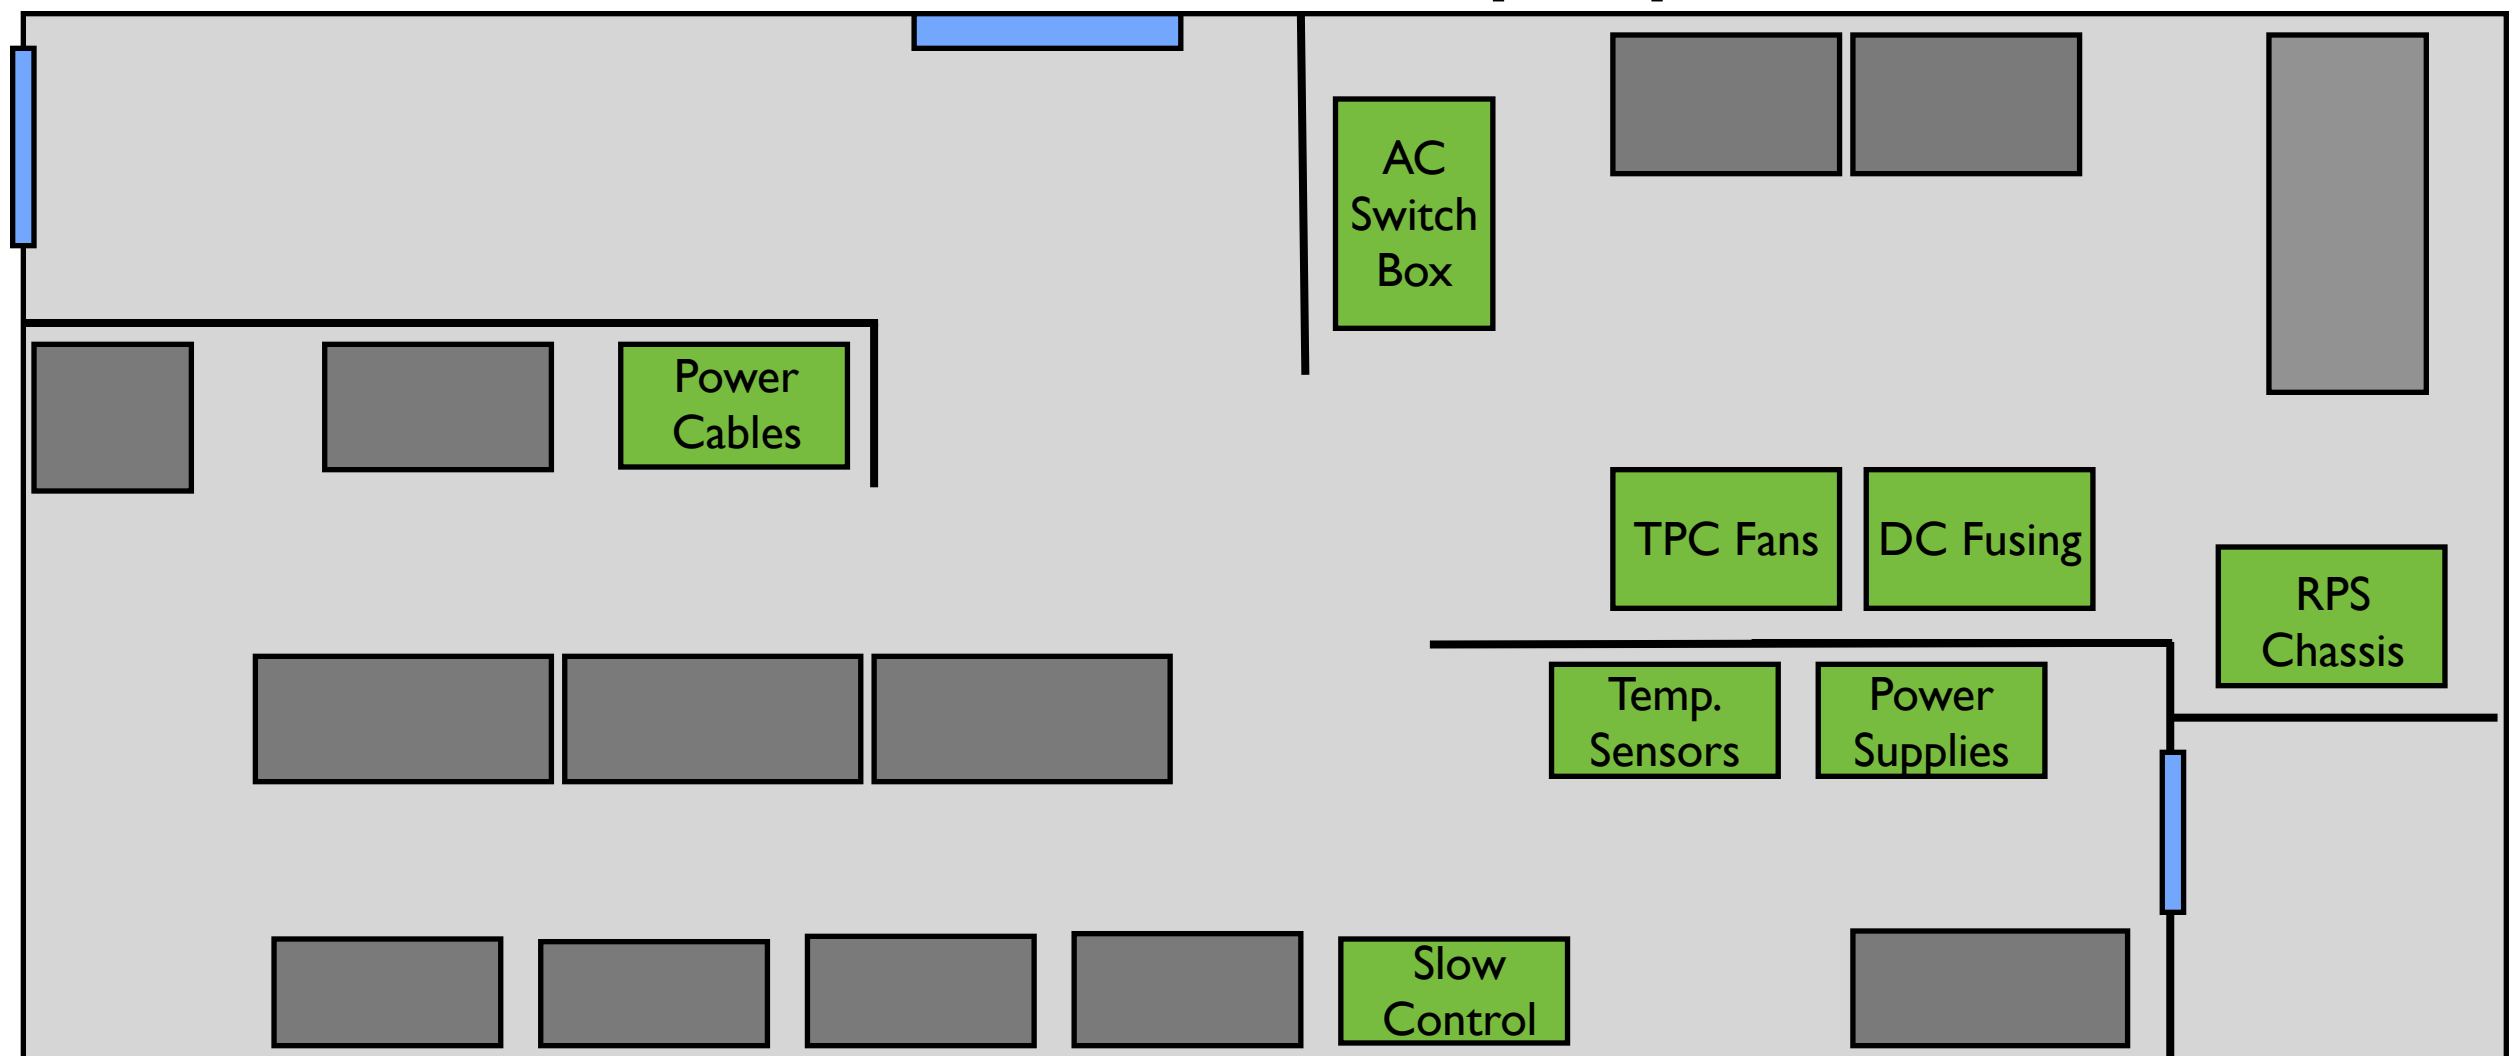 AC
Switch
Box
Power
Cables
TPC Fans
DC Fusing
RPS
Chassis
Temp.
Sensors
Power
Supplies
Slow
Control